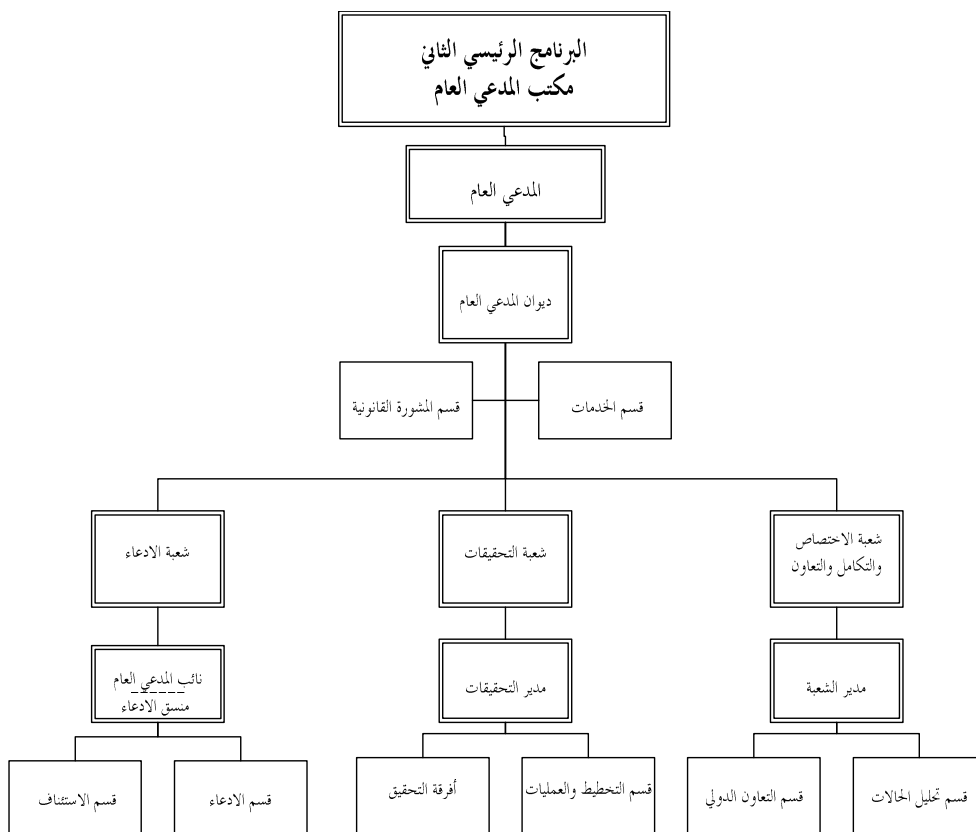 البرنامج الرئيسي الثاني
مكتب المدعي العام
المدعي العام
ديوان المدعي العام
قسم الخدمات
قسم المشورة القانونية
شعبة الاختصاص
والتكامل والتعاون
شعبة التحقيقات
شعبة الادعاء
مدير الشعبة
مدير التحقيقات
نائب المدعي العام
منسق الادعاء
قسم تحليل الحالات
قسم التعاون الدولي
قسم التخطيط والعمليات
أفرقة التحقيق
قسم الادعاء
قسم الاستئناف